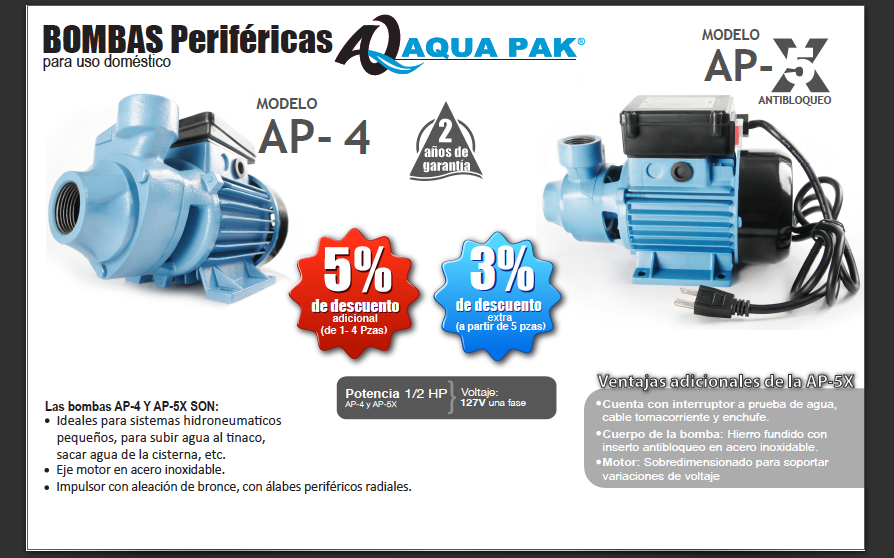 BOMBAS Periféricas
para uso doméstico
AQUA PAK®
MODELO
AP-5X
ANTIBLOQUEO
MODELO
AP- 4
2
años de
garantía
5%
de descuento
adicional
(de 1- 4 Pzas)
3%
de descuento
extra
(a partir de 5 pzas)
Potencia 1/2 HP
AP-4 y AP-5X
Voltaje:
127V una fase
Las bombas AP-4 Y AP-5X SON:
• Ideales para sistemas hidroneumaticos
pequeños, para subir agua al tinaco,
sacar agua de la cisterna, etc.
• Eje motor en acero inoxidable.
• Impulsor con aleación de bronce, con álabes periféricos radiales.
Ventajas adicionales de la AP-5X
•Cuenta con interruptor a prueba de agua,
cable tomacorriente y enchufe.
•Cuerpo de la bomba: Hierro fundido con
inserto antibloqueo en acero inoxidable.
•Motor: Sobredimensionado para soportar
variaciones de voltaje